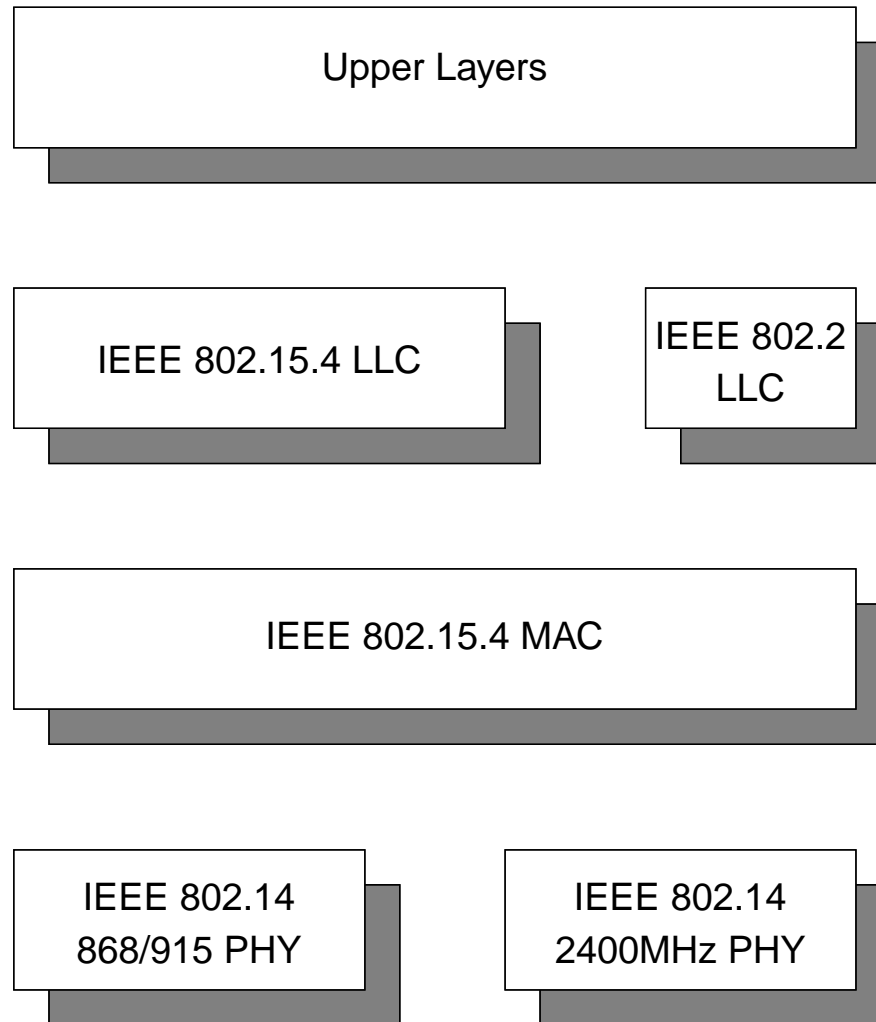 Upper Layers
IEEE 802.15.4 LLC
IEEE 802.2
LLC
IEEE 802.15.4 MAC
IEEE 802.14
868/915 PHY
IEEE 802.14
2400MHz PHY